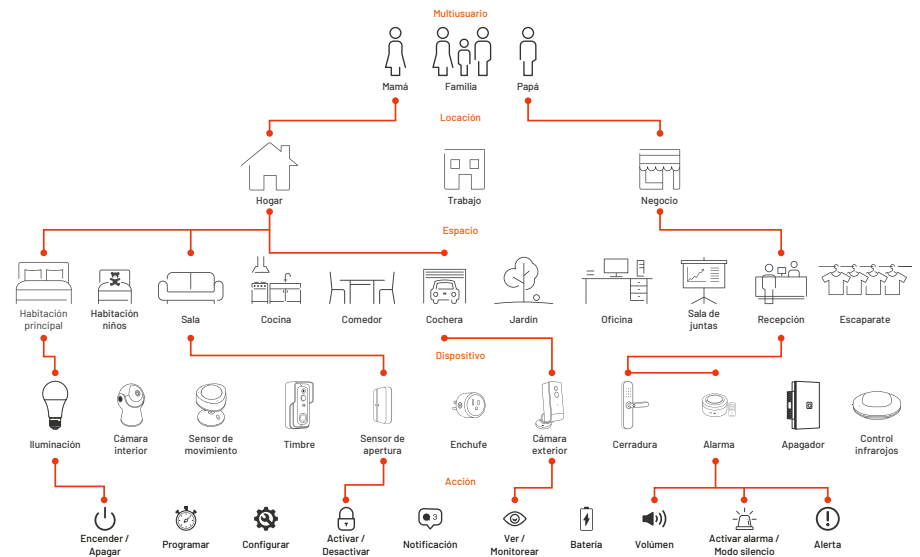 Multiusuario
Mamá
Familia
Papá
Locación
Hogar
Trabajo
Negocio
Espacio
Habitación
principal
Habitación
niños
Sala
Cocina
Comedor
Cochera
Jardín
Oficina
Sala de
juntas
Recepción
Escaparate
Dispositivo
Iluminación
Cámara
interior
Sensor de
movimiento
Timbre
Sensor de
apertura
Enchufe
Cámara
exterior
Cerradura
Alarma
Apagador
Control
infrarojos
Acción
3
Encender /
Apagar
Programar
Configurar
Activar /
Desactivar
Notificación
Ver /
Monitorear
Batería
Volúmen
Activar alarma /
Modo silencio
Alerta